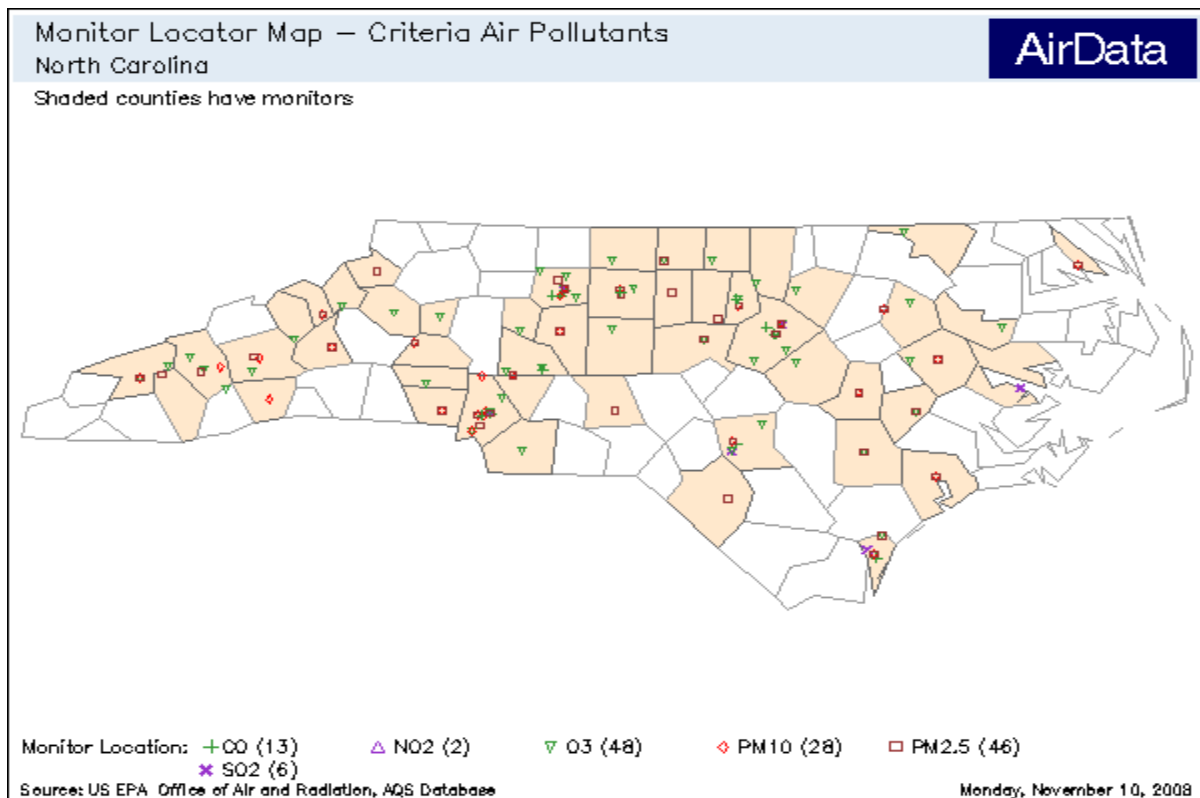 Monitor Locator Map – Criteria Air Pollutants
North Carolina
AirData
Shaded counties have monitors
Monitor Location: CO (13) NO2 (2) O3 (48) PM10 (28) PM2.5 (46)
SO2 (6)
Source: US EPA Office of Air and Radiation, AQS Database
Monday, November 10, 2008